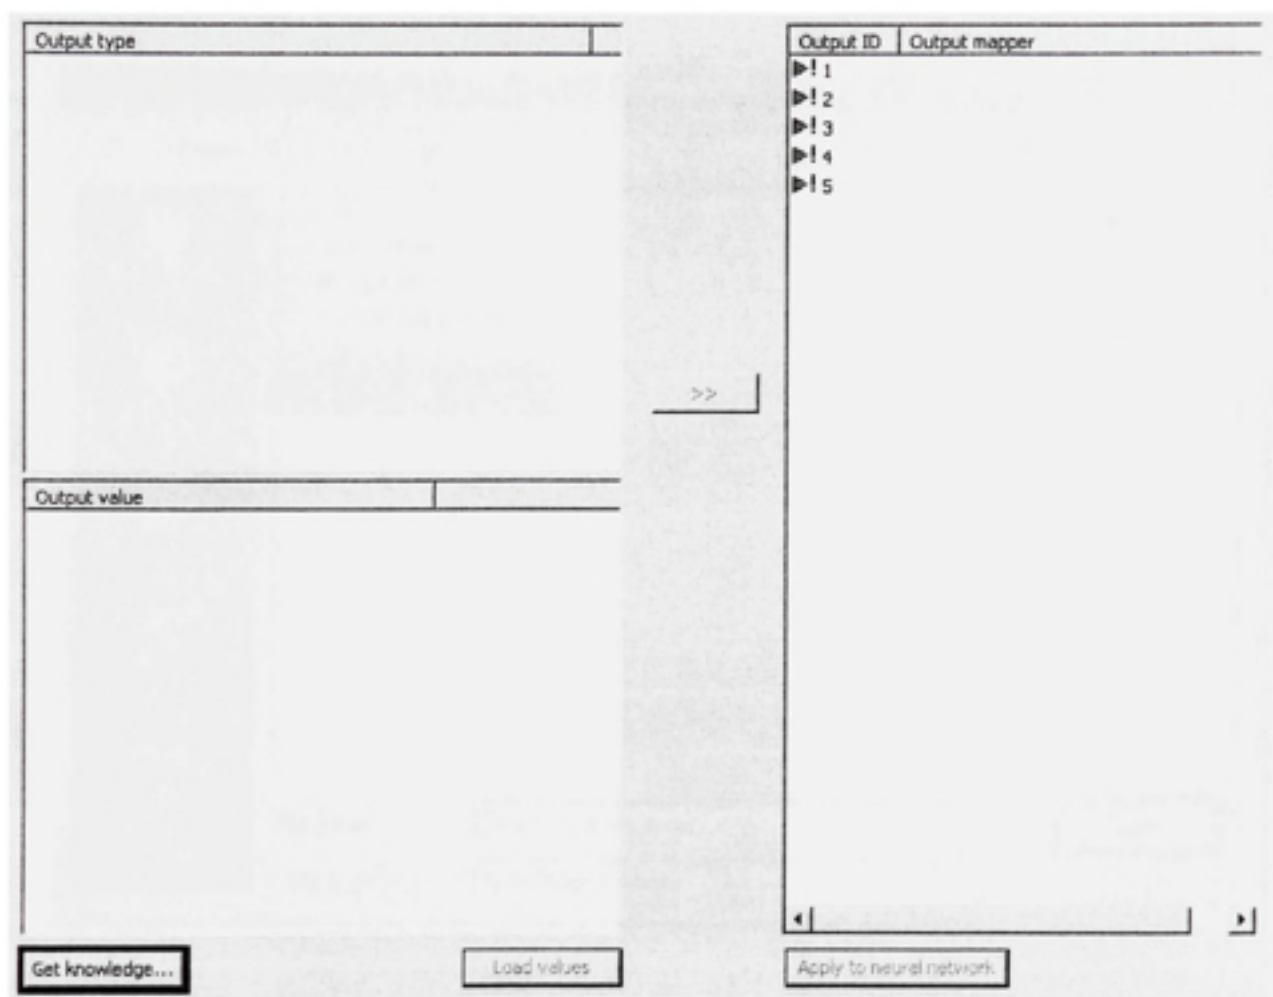 Output type
Output ID Output mapper
! 1
! 2
! 3
! 4
! 5
>>
Output value
Get knowledge...
Load values
Apply to neural network